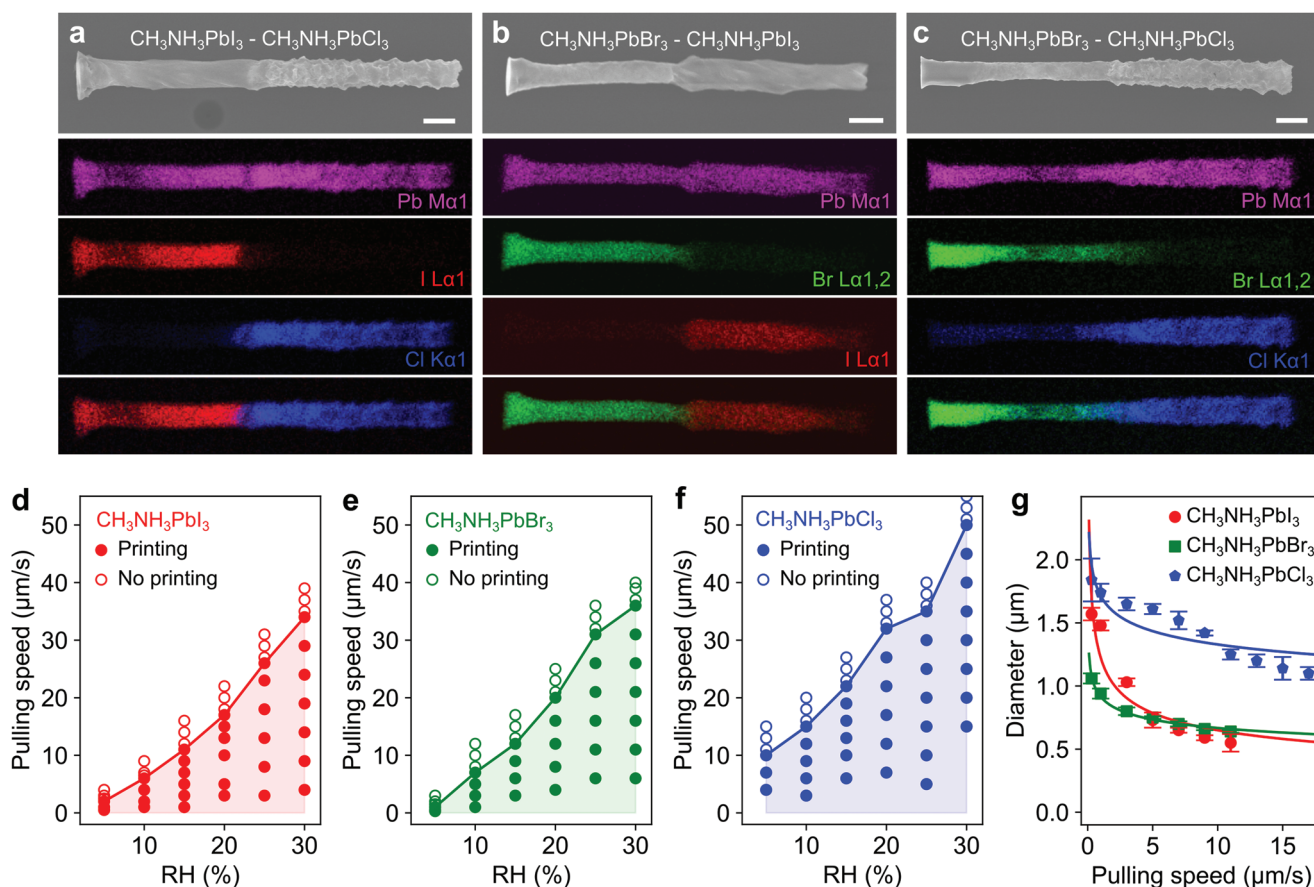 a
CH₃NH₃PbI₃ - CH₃NH₃PbCl₃
Pb Mα1
I Lα1
Cl Kα1
b
CH₃NH₃PbBr₃ - CH₃NH₃PbI₃
Pb Mα1
Br Lα1,2
I Lα1
c
CH₃NH₃PbBr₃ - CH₃NH₃PbCl₃
Pb Mα1
Br Lα1,2
Cl Kα1
d
CH₃NH₃PbI₃
Printing
No printing
Pulling speed (μm/s)
50
40
30
20
10
0
10 20 30
RH (%)
e
CH₃NH₃PbBr₃
Printing
No printing
Pulling speed (μm/s)
50
40
30
20
10
0
10 20 30
RH (%)
f
CH₃NH₃PbCl₃
Printing
No printing
Pulling speed (μm/s)
50
40
30
20
10
0
10 20 30
RH (%)
g
CH₃NH₃PbI₃
CH₃NH₃PbBr₃
CH₃NH₃PbCl₃
Diameter (μm)
2.0
1.5
1.0
0.5
0.0
0 5 10 15
Pulling speed (μm/s)